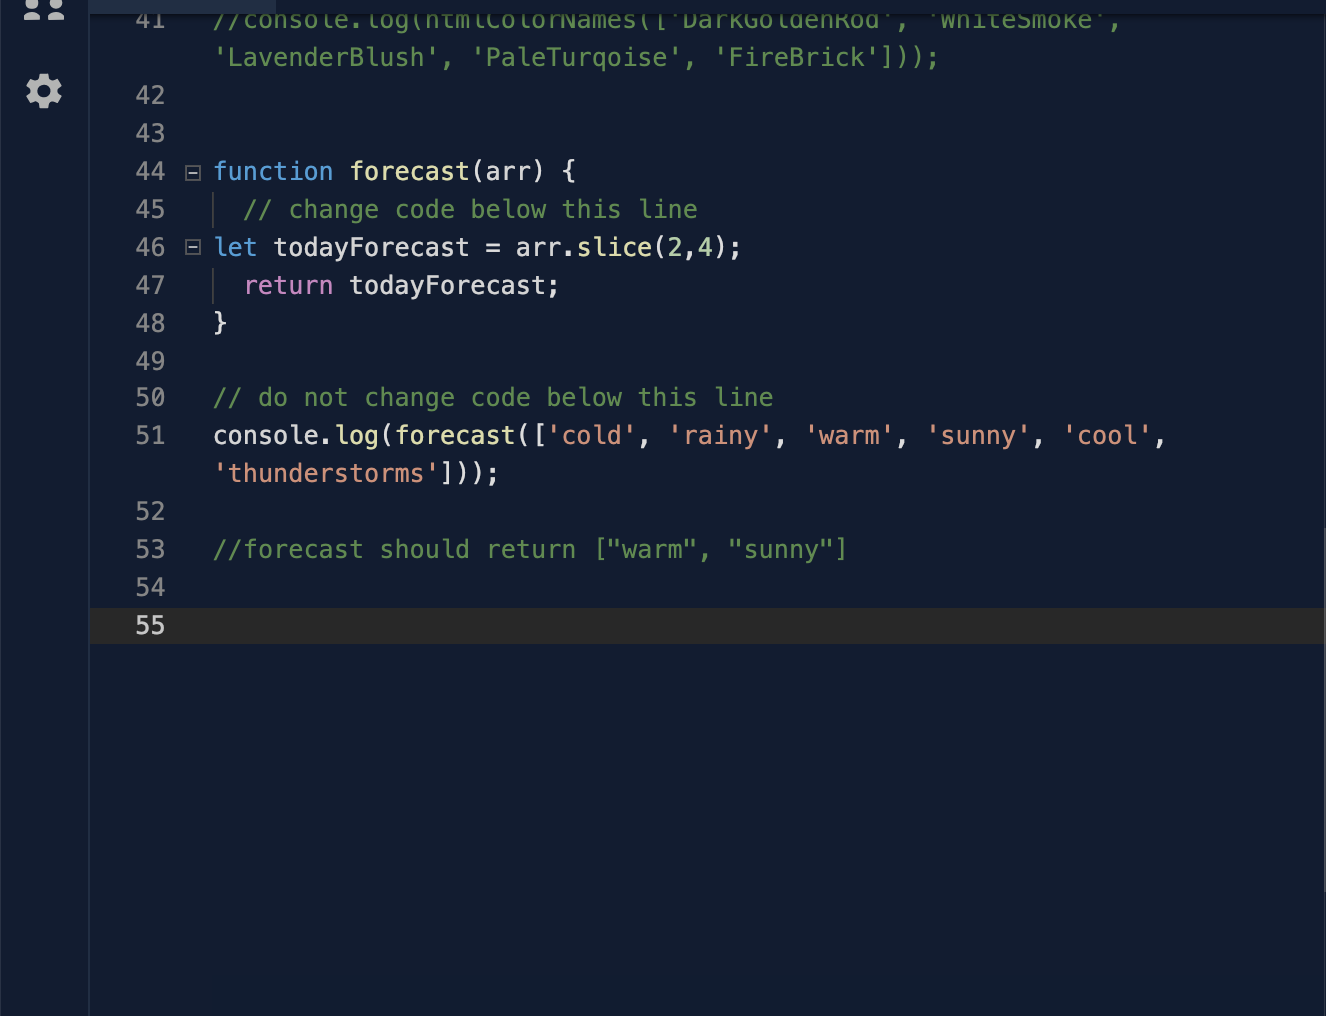 41 //console.log(htmlColorNames(['DarkGoldenRod', 'WhiteSmoke',
'LavenderBlush', 'PaleTurqoise', 'FireBrick']));
42
43
44 function forecast(arr) {
45 // change code below this line
46 let todayForecast = arr.slice(2,4);
47 return todayForecast;
48 }
49
50 // do not change code below this line
51 console.log(forecast(['cold', 'rainy', 'warm', 'sunny', 'cool',
'thunderstorms']));
52
53 //forecast should return ["warm", "sunny"]
54
55